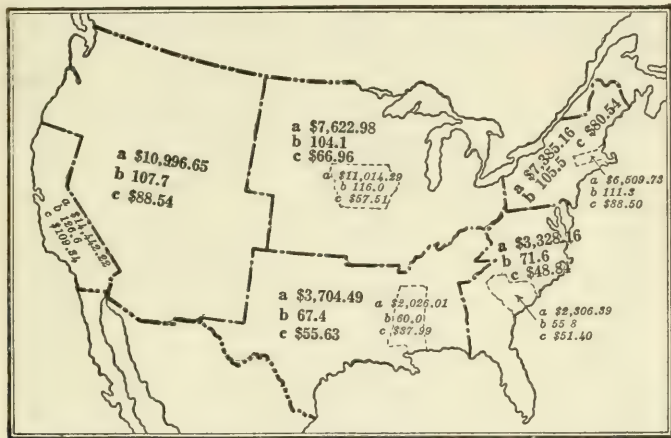 a $10,996.65
b 107.7
c $88.54
a $7,622.98
b 104.1
c $66.96
a $11,014.29
b 116.0
c $57.51
a $7,385.16
b 105.5
c $80.54
a $6,509.73
b 111.3
c $88.50
a $14,442.22
b 126.6
c $109.84
a $3,328.16
b 71.6
c $48.84
a $3,704.49
b 67.4
c $55.63
a $2,026.01
b 60.0
c $37.99
a $2,306.39
b 55 8
c $51.40